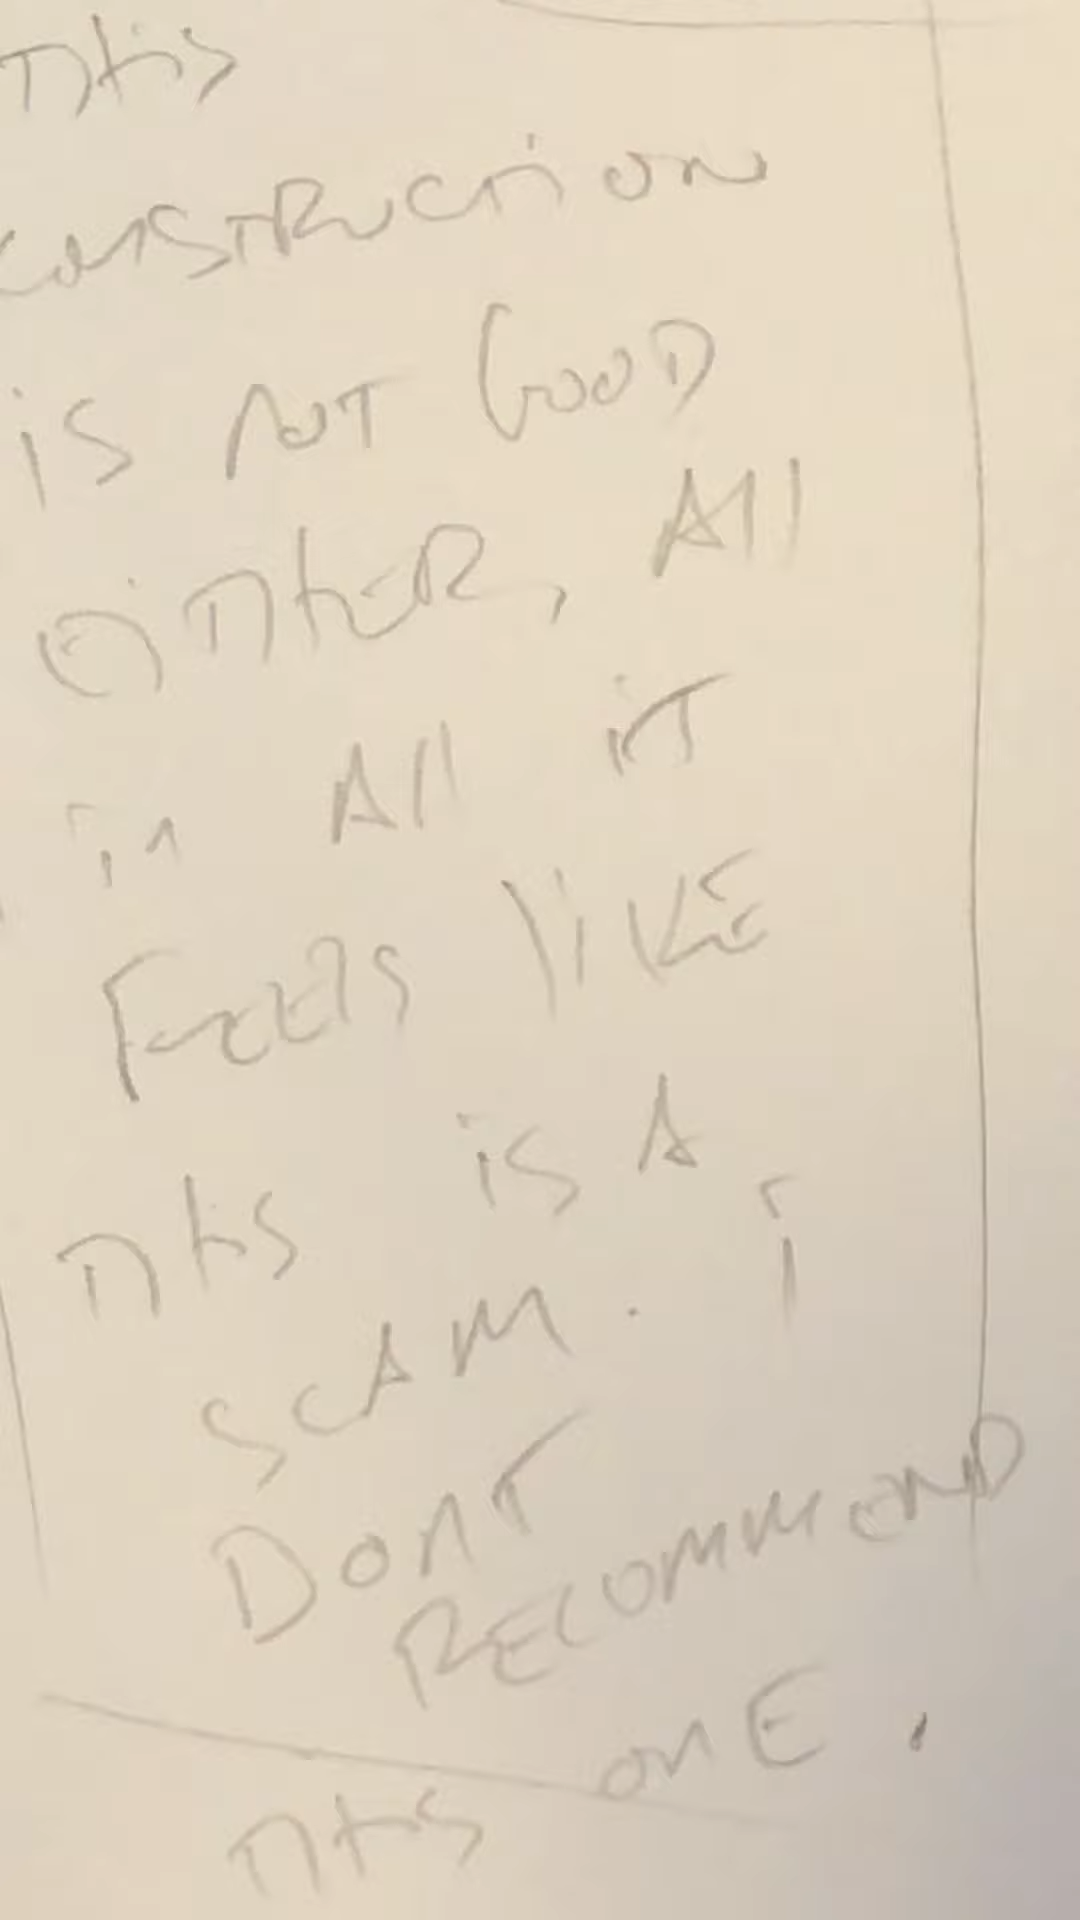 This
construction
is not Good
Either, All
in All it
Feels like
this is A
SCAM. i
Dont
RECOMMEND
this one.